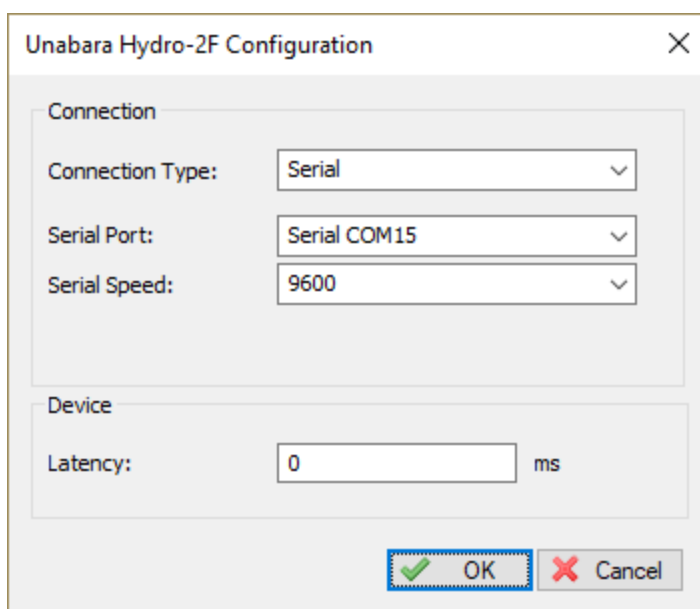 Unabara Hydro-2F Configuration
Connection
Connection Type: Serial
Serial Port: Serial COM15
Serial Speed: 9600
Device
Latency: 0 ms
OK Cancel